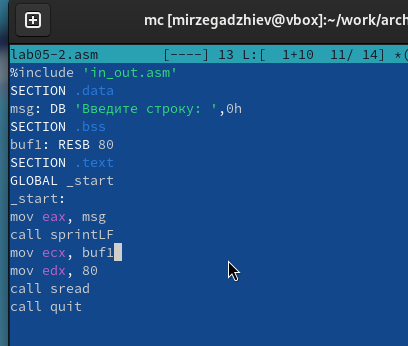 mc [mirzegadzhiev@vbox]:~/work/arch
lab05-2.asm [----] 13 L:[ 1+10 11/ 14] *(
%include 'in_out.asm'
SECTION .data
msg: DB 'Введите строку: ',0h
SECTION .bss
buf1: RESB 80
SECTION .text
GLOBAL _start
_start:
mov eax, msg
call sprintLF
mov ecx, buf1
mov edx, 80
call sread
call quit